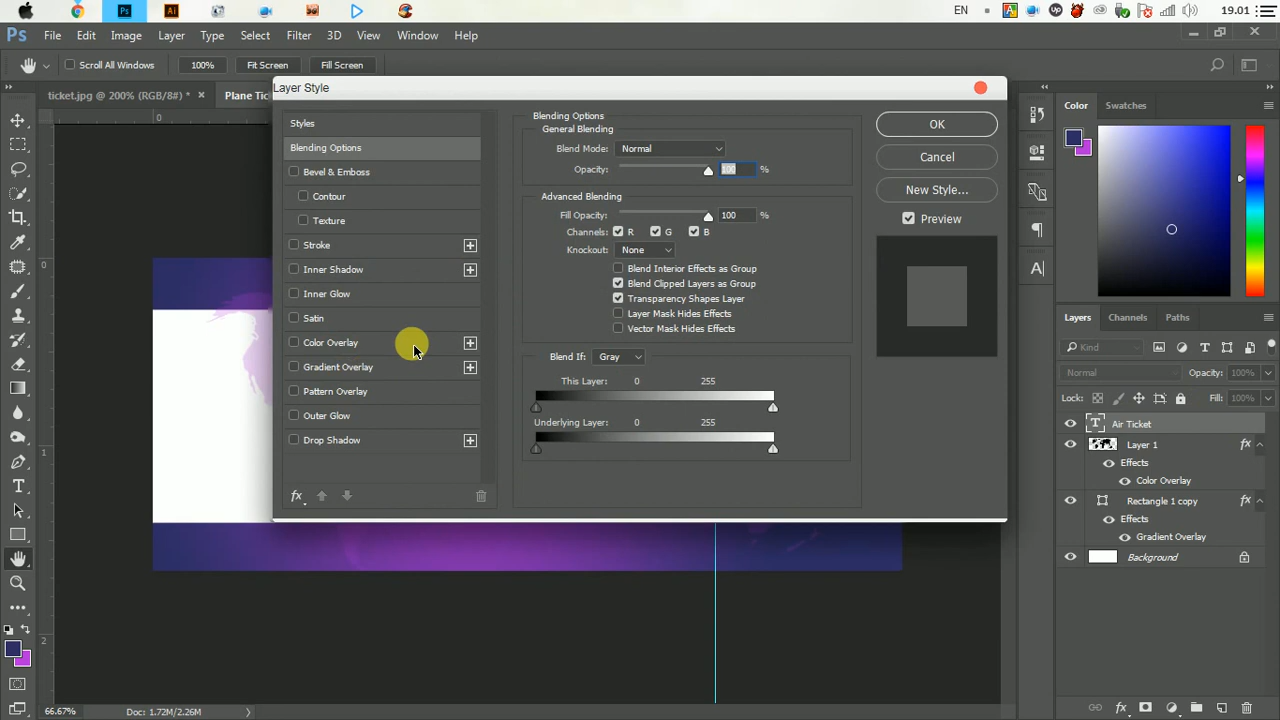 EN
19.01
Ps
File Edit Image Layer Type Select Filter 3D View Window Help
Scroll All Windows 100% Fit Screen Fill Screen
ticket.jpg @ 200% (RGB/8#) * × Plane Tic
0
Layer Style
Styles
Blending Options
Bevel & Emboss
Contour
Texture
Stroke
Inner Shadow
Inner Glow
Satin
Color Overlay
Gradient Overlay
Pattern Overlay
Outer Glow
Drop Shadow
fx
Blending Options
General Blending
Blend Mode: Normal
Opacity: 100 %
Advanced Blending
Fill Opacity: 100 %
Channels: R G B
Knockout: None
Blend Interior Effects as Group
Blend Clipped Layers as Group
Transparency Shapes Layer
Layer Mask Hides Effects
Vector Mask Hides Effects
Blend If: Gray
This Layer: 0 255
Underlying Layer: 0 255
OK
Cancel
New Style...
Preview
Color Swatches
Layers Channels Paths
Kind
Normal Opacity: 100%
Lock: Fill: 100%
Air Ticket
Layer 1 fx
Effects
Color Overlay
Rectangle 1 copy fx
Effects
Gradient Overlay
Background
fx
0
1
2
66.67% Doc: 1.72M/2.26M